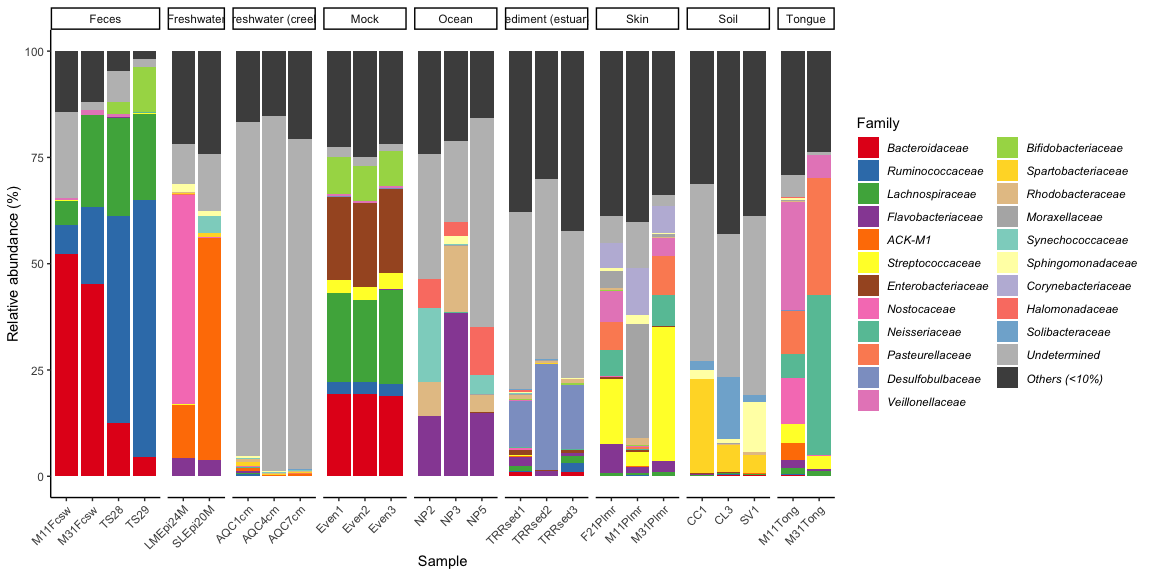 Feces Freshwater reshwater (cree Mock Ocean ediment (estuar Skin Soil Tongue
100
75
50
25
0
Relative abundance (%)
M11Fcsw M31Fcsw TS28 TS29 LMEpi24M SLEpi20M AQC1cm AQC4cm AQC7cm Even1 Even2 Even3 NP2 NP3 NP5 TRRsed1 TRRsed2 TRRsed3 F21Plmr M11Plmr M31Plmr CC1 CL3 SV1 M11Tong M31Tong
Sample
Family
Bacteroidaceae
Ruminococcaceae
Lachnospiraceae
Flavobacteriaceae
ACK-M1
Streptococcaceae
Enterobacteriaceae
Nostocaceae
Neisseriaceae
Pasteurellaceae
Desulfobulbaceae
Veillonellaceae
Bifidobacteriaceae
Spartobacteriaceae
Rhodobacteraceae
Moraxellaceae
Synechococcaceae
Sphingomonadaceae
Corynebacteriaceae
Halomonadaceae
Solibacteraceae
Undetermined
Others (<10%)